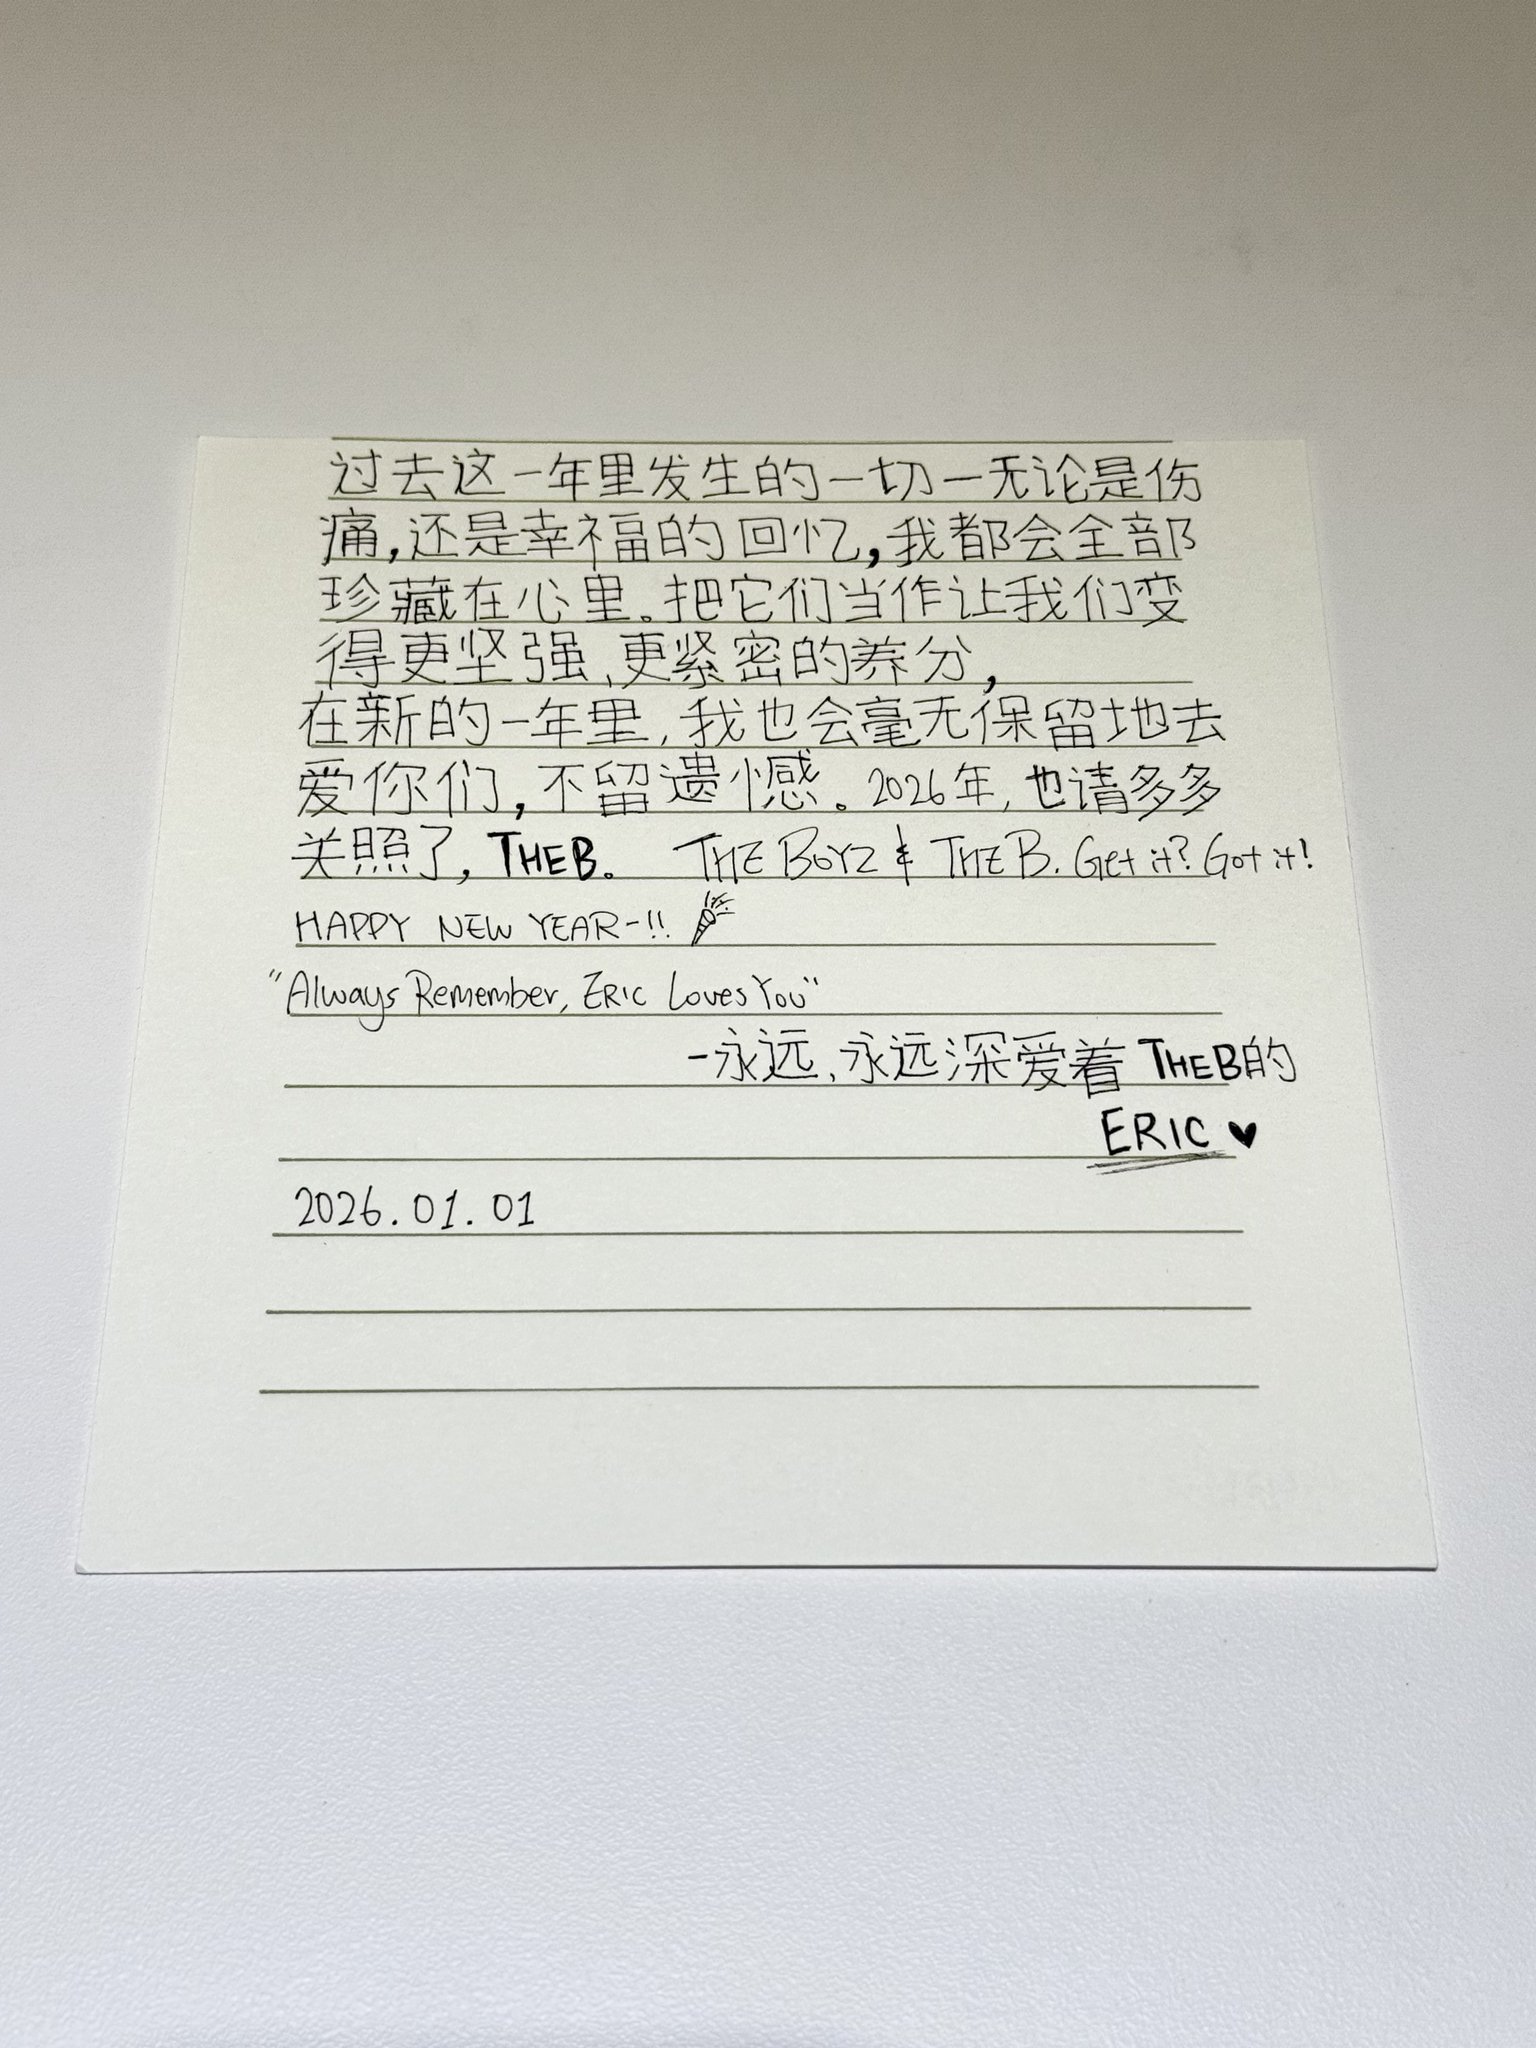 过去这一年里发生的一切—无论是伤
痛,还是幸福的回忆,我都会全部
珍藏在心里。把它们当作让我们变
得更坚强、更紧密的养分,
在新的一年里,我也会毫无保留地去
爱你们,不留遗憾。2026年,也请多多
关照了,THEB。 THE BOYZ & THE B. Get it? Got it!
HAPPY NEW YEAR-!!
"Always Remember, ERIC Loves You"
-永远、永远深爱着 THEB的
ERIC ♥
2026.01.01